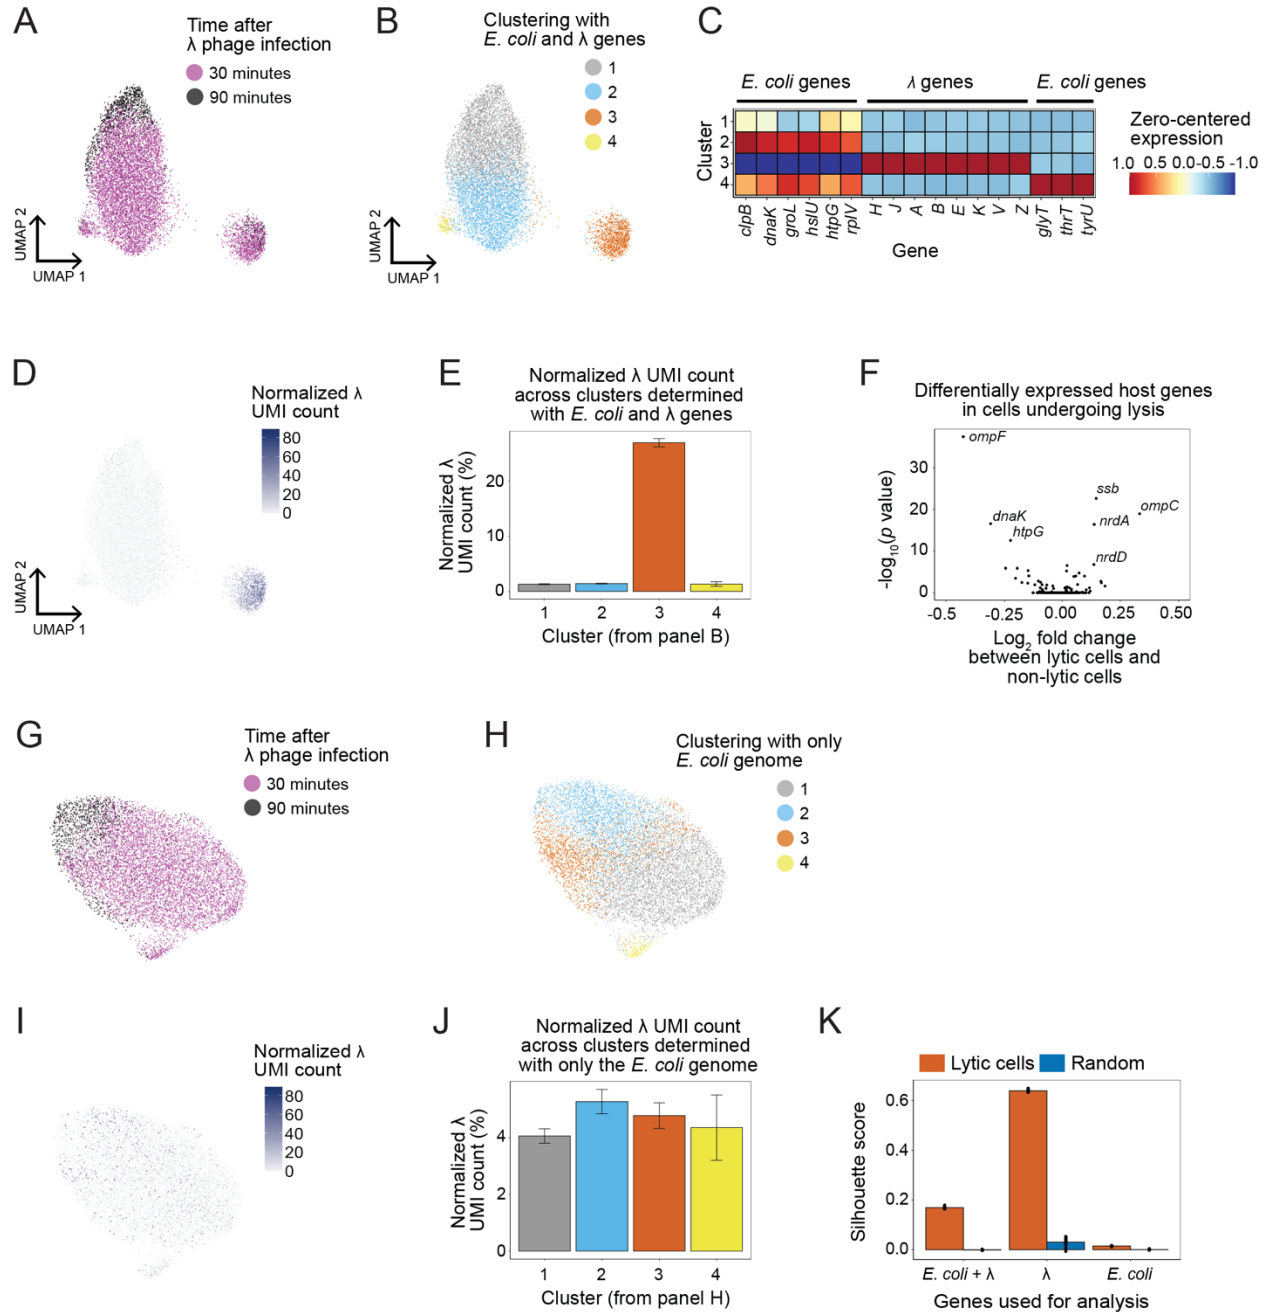 A
Time after
λ phage infection
30 minutes
90 minutes
UMAP 2
UMAP 1
B
Clustering with
E. coli and λ genes
1
2
3
4
UMAP 2
UMAP 1
C
E. coli genes
λ genes
E. coli genes
Cluster
1
2
3
4
clpB
dnaK
groL
hslU
htpG
rplV
H
J
A
B
E
K
V
Z
glyT
thrT
tyrU
Gene
Zero-centered
expression
1.0 0.5 0.0-0.5 -1.0
D
Normalized λ
UMI count
80
60
40
20
0
UMAP 2
UMAP 1
E
Normalized λ UMI count
across clusters determined
with E. coli and λ genes
Normalized λ
UMI count (%)
20
10
0
1 2 3 4
Cluster (from panel B)
F
Differentially expressed host genes
in cells undergoing lysis
-log10(p value)
30
20
10
0
ompF
ssb
ompC
dnaK
nrdA
htpG
nrdD
-0.5 -0.25 0.00 0.25 0.50
Log2 fold change
between lytic cells and
non-lytic cells
G
Time after
λ phage infection
30 minutes
90 minutes
H
Clustering with only
E. coli genome
1
2
3
4
I
Normalized λ
UMI count
80
60
40
20
0
J
Normalized λ UMI count
across clusters determined
with only the E. coli genome
Normalized λ
UMI count (%)
4
2
0
1 2 3 4
Cluster (from panel H)
K
Lytic cells Random
Silhouette score
0.6
0.4
0.2
0.0
E. coli + λ λ E. coli
Genes used for analysis